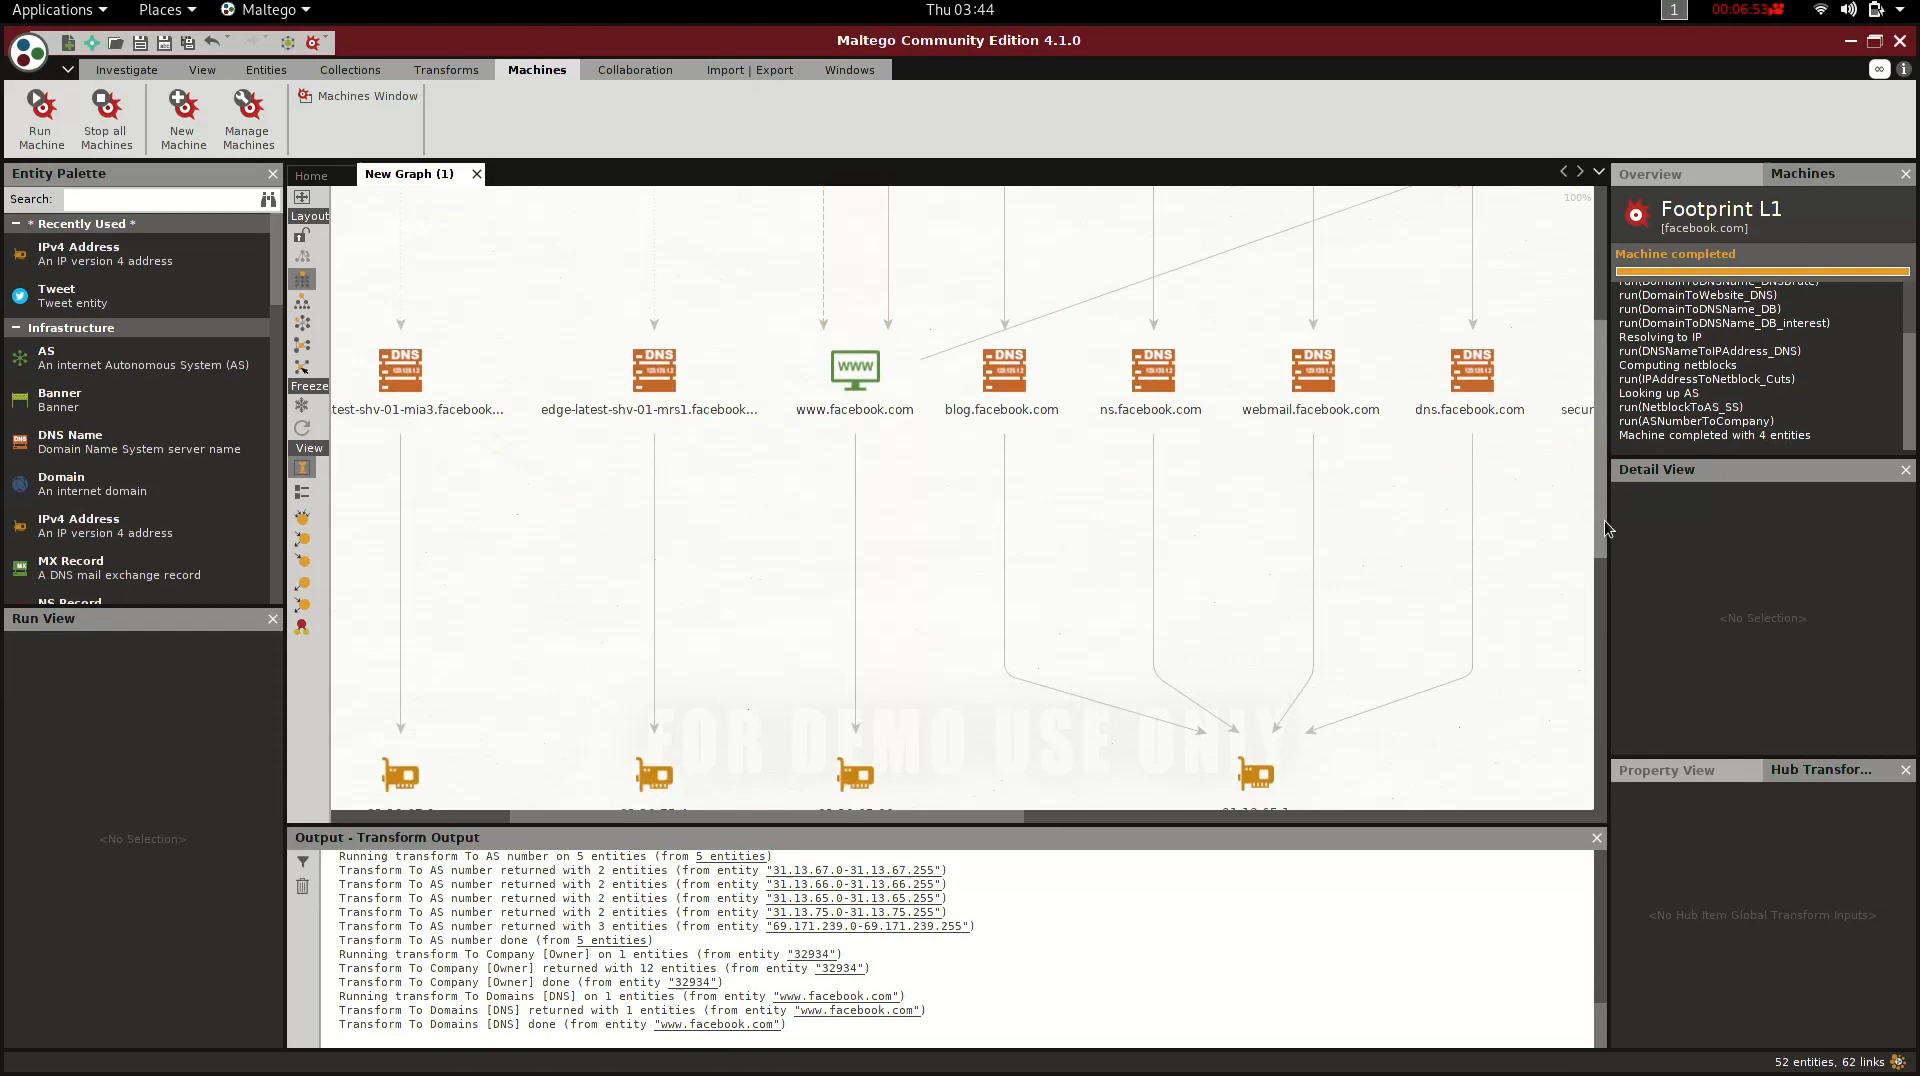 Applications Places Maltego Thu 03:44 1 00:06:53
Maltego Community Edition 4.1.0
Investigate View Entities Collections Transforms Machines Collaboration Import | Export Windows
Run Machine
Stop all Machines
New Machine
Manage Machines
Machines Window
Entity Palette
Search:
* Recently Used *
IPv4 Address
An IP version 4 address
Tweet
Tweet entity
Infrastructure
AS
An internet Autonomous System (AS)
Banner
Banner
DNS Name
Domain Name System server name
Domain
An internet domain
IPv4 Address
An IP version 4 address
MX Record
A DNS mail exchange record
NS Record
Run View
<No Selection>
Home New Graph (1)
Layout
Freeze
View
100%
DNS DNS WWW DNS DNS DNS DNS
test-shv-01-mia3.facebook... edge-latest-shv-01-mrs1.facebook... www.facebook.com blog.facebook.com ns.facebook.com webmail.facebook.com dns.facebook.com secur
FOR DEMO USE ONLY
Output - Transform Output
Running transform To AS number on 5 entities (from 5 entities)
Transform To AS number returned with 2 entities (from entity "31.13.67.0-31.13.67.255")
Transform To AS number returned with 2 entities (from entity "31.13.66.0-31.13.66.255")
Transform To AS number returned with 2 entities (from entity "31.13.65.0-31.13.65.255")
Transform To AS number returned with 2 entities (from entity "31.13.75.0-31.13.75.255")
Transform To AS number returned with 3 entities (from entity "69.171.239.0-69.171.239.255")
Transform To AS number done (from 5 entities)
Running transform To Company [Owner] on 1 entities (from entity "32934")
Transform To Company [Owner] returned with 12 entities (from entity "32934")
Transform To Company [Owner] done (from entity "32934")
Running transform To Domains [DNS] on 1 entities (from entity "www.facebook.com")
Transform To Domains [DNS] returned with 1 entities (from entity "www.facebook.com")
Transform To Domains [DNS] done (from entity "www.facebook.com")
Overview Machines
Footprint L1
[facebook.com]
Machine completed
run(DomainToDNSName_DNSBrute)
run(DomainToWebsite_DNS)
run(DomainToDNSName_DB)
run(DomainToDNSName_DB_interest)
Resolving to IP
run(DNSNameToIPAddress_DNS)
Computing netblocks
run(IPAddressToNetblock_Cuts)
Looking up AS
run(NetblockToAS_SS)
run(ASNumberToCompany)
Machine completed with 4 entities
Detail View
<No Selection>
Property View Hub Transfor...
<No Hub Item Global Transform Inputs>
52 entities, 62 links